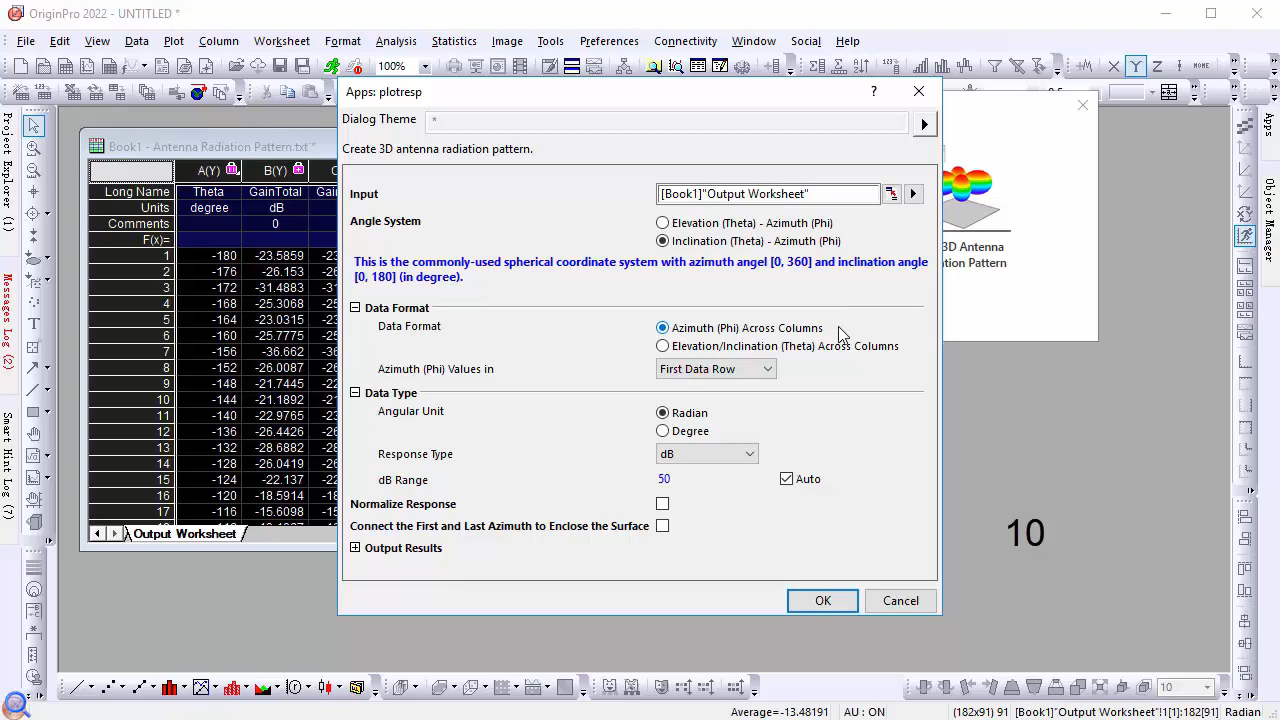 OriginPro 2022 - UNTITLED *
File Edit View Data Plot Column Worksheet Format Analysis Statistics Image Tools Preferences Connectivity Window Social Help
100%
Apps: plotresp
Dialog Theme *
Create 3D antenna radiation pattern.
Input [Book1]"Output Worksheet"
Angle System
Elevation (Theta) - Azimuth (Phi)
Inclination (Theta) - Azimuth (Phi)
This is the commonly-used spherical coordinate system with azimuth angel [0, 360] and inclination angle
[0, 180] (in degree).
Data Format
Data Format
Azimuth (Phi) Across Columns
Elevation/Inclination (Theta) Across Columns
Azimuth (Phi) Values in First Data Row
Data Type
Angular Unit
Radian
Degree
Response Type dB
dB Range 50 Auto
Normalize Response
Connect the First and Last Azimuth to Enclose the Surface
Output Results
OK Cancel
Book1 - Antenna Radiation Pattern.txt *
A(Y) B(Y)
Long Name Theta GainTotal
Units degree dB
Comments 0
F(x)=
1 -180 -23.5859
2 -176 -26.153
3 -172 -31.4883
4 -168 -25.3068
5 -164 -23.0315
6 -160 -25.7775
7 -156 -36.662
8 -152 -26.0087
9 -148 -21.7445
10 -144 -21.1892
11 -140 -22.9765
12 -136 -26.4426
13 -132 -28.6882
14 -128 -26.0419
15 -124 -22.137
16 -120 -18.5914
17 -116 -15.6098
Output Worksheet
3D Antenna
10
Project Explorer (1)
Messages Log (2)
Smart Hint Log (?)
Apps
Object Manager
10
Average=-13.48191 AU : ON (182x91) 91 [Book1]"Output Worksheet"!1[1]:182[91] Radian